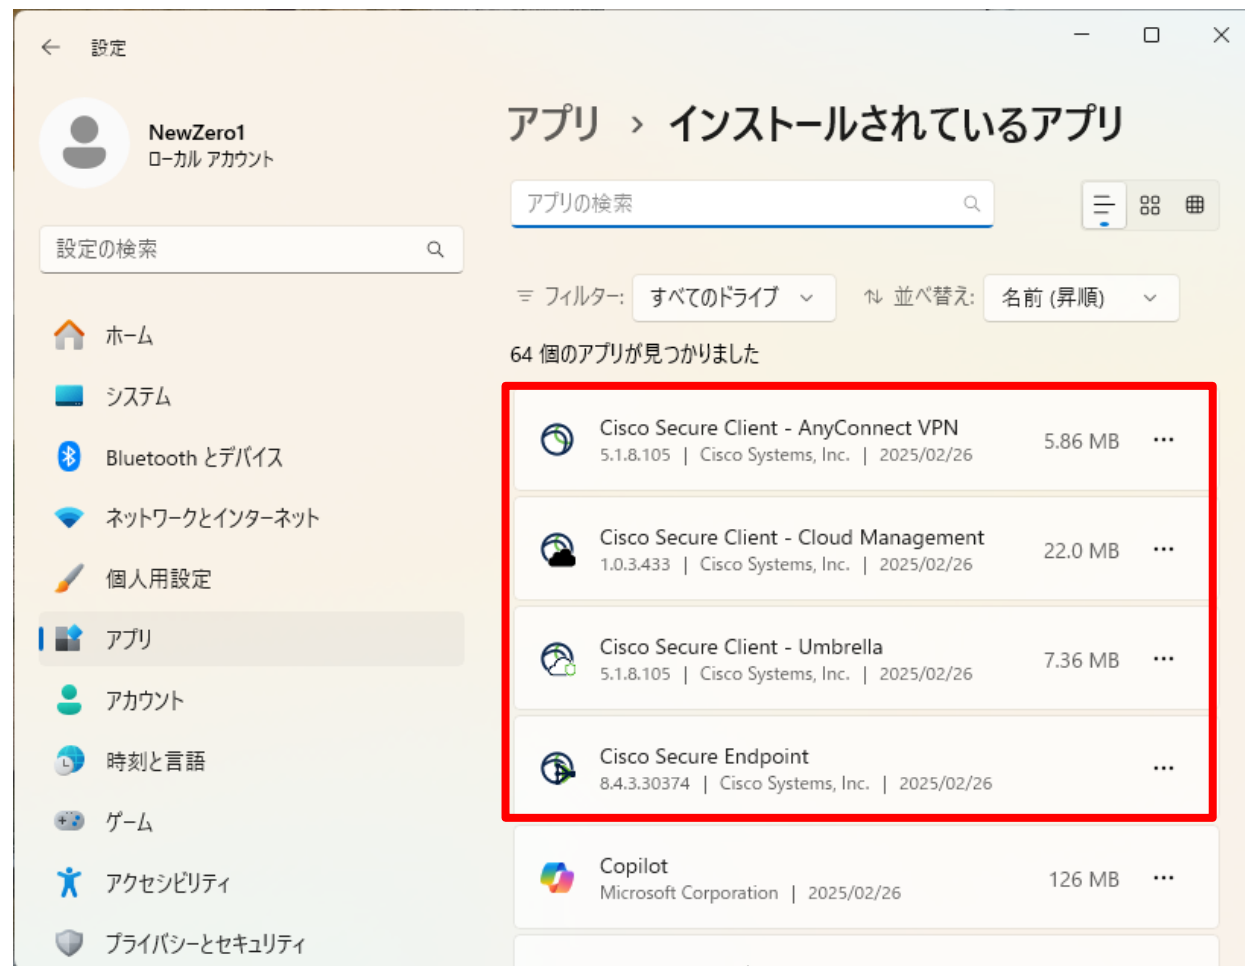 設定
NewZero1
ローカル アカウント
設定の検索
ホーム
システム
Bluetooth とデバイス
ネットワークとインターネット
個人用設定
アプリ
アカウント
時刻と言語
ゲーム
アクセシビリティ
プライバシーとセキュリティ
アプリ › インストールされているアプリ
アプリの検索
フィルター: すべてのドライブ 並べ替え: 名前 (昇順)
64 個のアプリが見つかりました
Cisco Secure Client - AnyConnect VPN
5.1.8.105 | Cisco Systems, Inc. | 2025/02/26
5.86 MB
Cisco Secure Client - Cloud Management
1.0.3.433 | Cisco Systems, Inc. | 2025/02/26
22.0 MB
Cisco Secure Client - Umbrella
5.1.8.105 | Cisco Systems, Inc. | 2025/02/26
7.36 MB
Cisco Secure Endpoint
8.4.3.30374 | Cisco Systems, Inc. | 2025/02/26
Copilot
Microsoft Corporation | 2025/02/26
126 MB